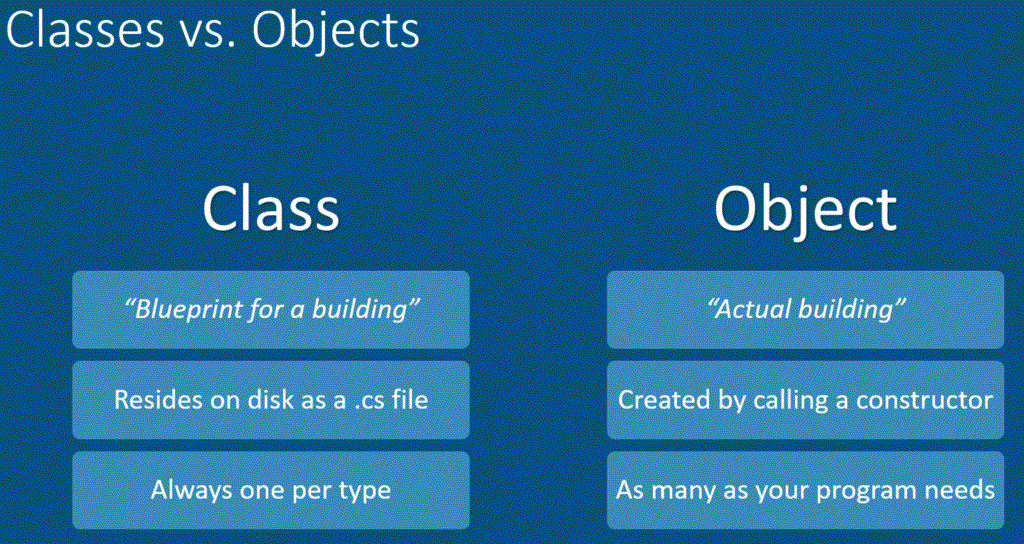 Classes vs. Objects
Class
“Blueprint for a building”
Resides on disk as a .cs file
Always one per type
Object
“Actual building”
Created by calling a constructor
As many as your program needs